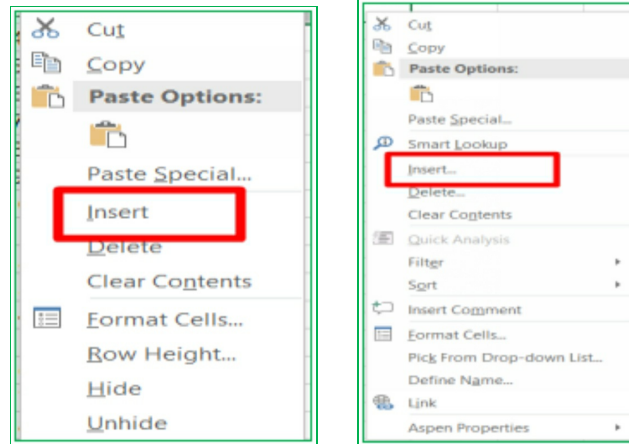 Cut
Copy
Paste Options:
Paste Special...
Insert
Delete
Clear Contents
Format Cells...
Row Height...
Hide
Unhide
Cut
Copy
Paste Options:
Paste Special...
Smart Lookup
Insert...
Delete...
Clear Contents
Quick Analysis
Filter
Sort
Insert Comment
Format Cells...
Pick From Drop-down List...
Define Name...
Link
Aspen Properties